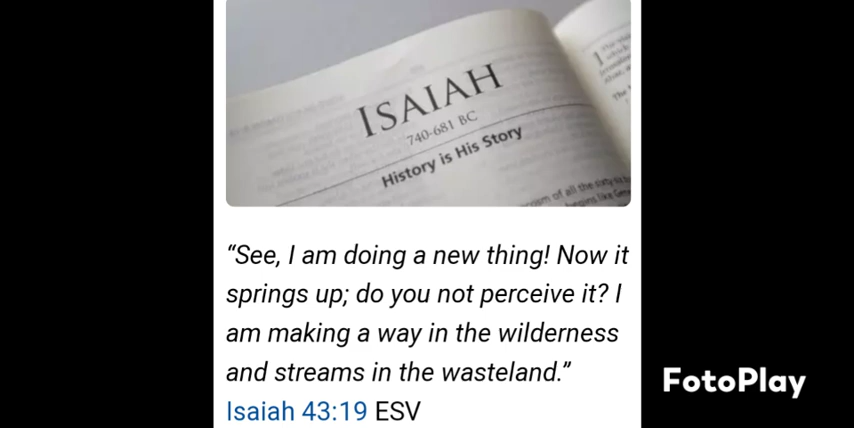 ISAIAH
740-681 BC
History is His Story
“See, I am doing a new thing! Now it
springs up; do you not perceive it? I
am making a way in the wilderness
and streams in the wasteland.”
Isaiah 43:19 ESV
FotoPlay